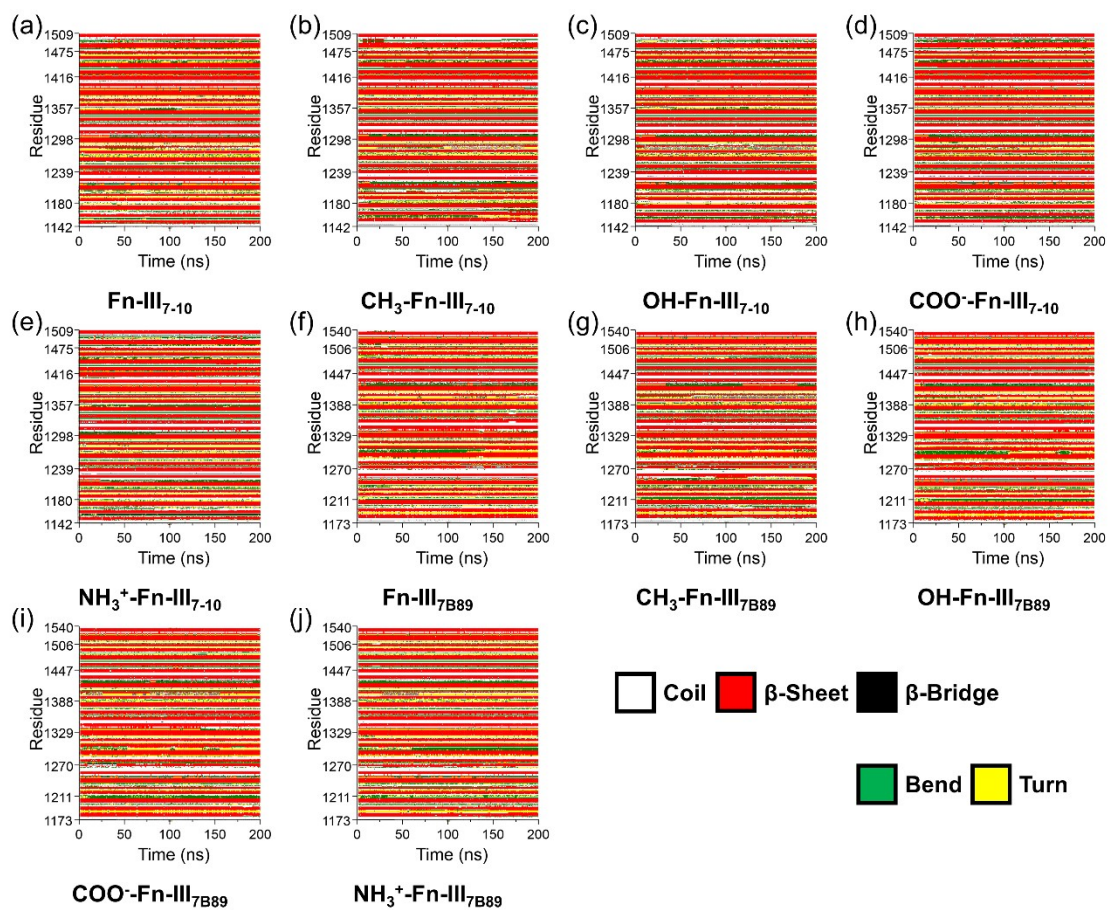 (a) (b) (c) (d)
1509 1475 1416 1357 1298 1239 1180 1142
Residue
0 50 100 150 200
Time (ns)
Fn-III7-10
1509 1475 1416 1357 1298 1239 1180 1142
Residue
0 50 100 150 200
Time (ns)
CH3-Fn-III7-10
1509 1475 1416 1357 1298 1239 1180 1142
Residue
0 50 100 150 200
Time (ns)
OH-Fn-III7-10
1509 1475 1416 1357 1298 1239 1180 1142
Residue
0 50 100 150 200
Time (ns)
COO⁻-Fn-III7-10
(e) (f) (g) (h)
1509 1475 1416 1357 1298 1239 1180 1142
Residue
0 50 100 150 200
Time (ns)
NH3⁺-Fn-III7-10
1540 1506 1447 1388 1329 1270 1211 1173
Residue
0 50 100 150 200
Time (ns)
Fn-III7B89
1540 1506 1447 1388 1329 1270 1211 1173
Residue
0 50 100 150 200
Time (ns)
CH3-Fn-III7B89
1540 1506 1447 1388 1329 1270 1211 1173
Residue
0 50 100 150 200
Time (ns)
OH-Fn-III7B89
(i) (j)
1540 1506 1447 1388 1329 1270 1211 1173
Residue
0 50 100 150 200
Time (ns)
COO⁻-Fn-III7B89
1540 1506 1447 1388 1329 1270 1211 1173
Residue
0 50 100 150 200
Time (ns)
NH3⁺-Fn-III7B89
Coil β-Sheet β-Bridge
Bend Turn